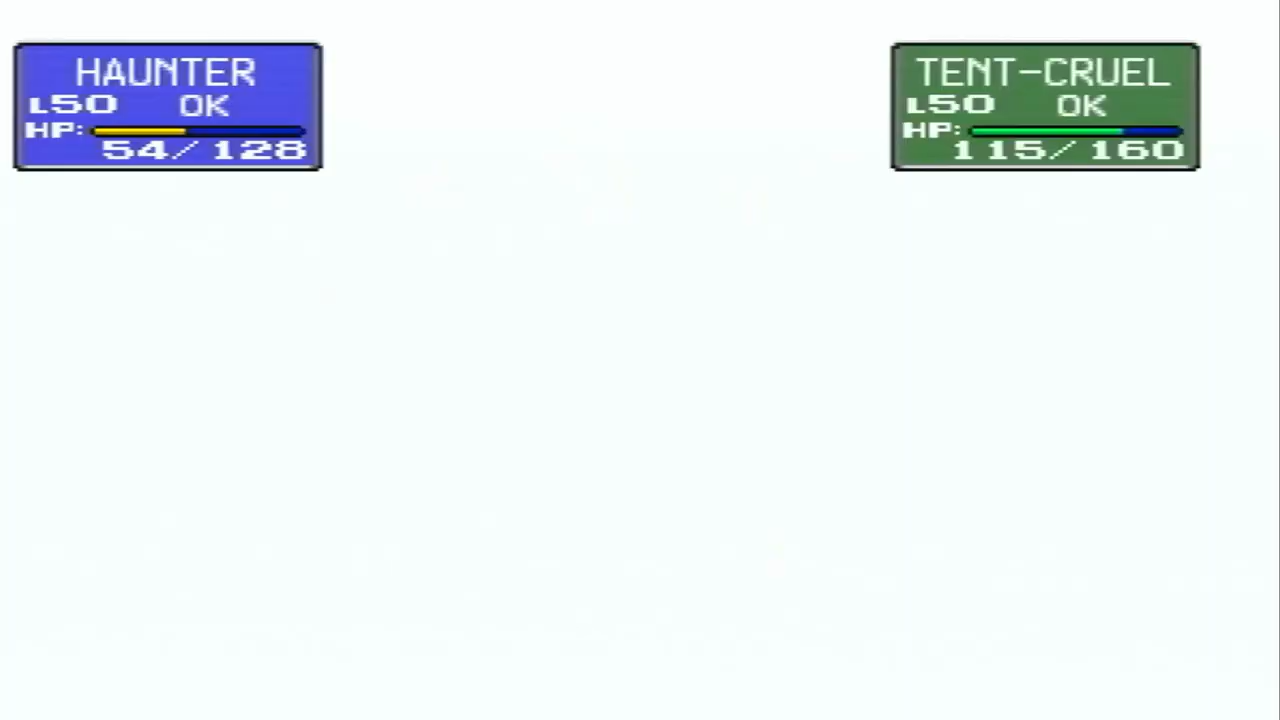 HAUNTER
L50 OK
HP:
54/128
TENT-CRUEL
L50 OK
HP:
115/160